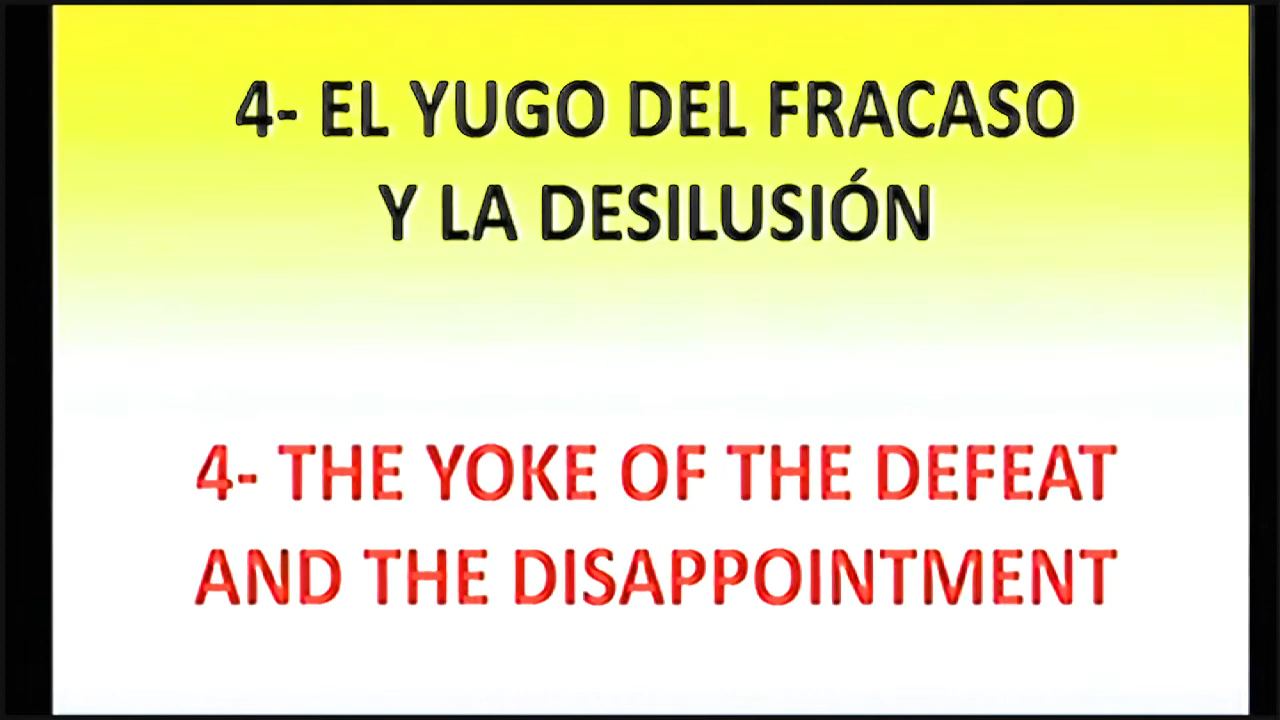 4- EL YUGO DEL FRACASO
Y LA DESILUSIÓN
4- THE YOKE OF THE DEFEAT
AND THE DISAPPOINTMENT